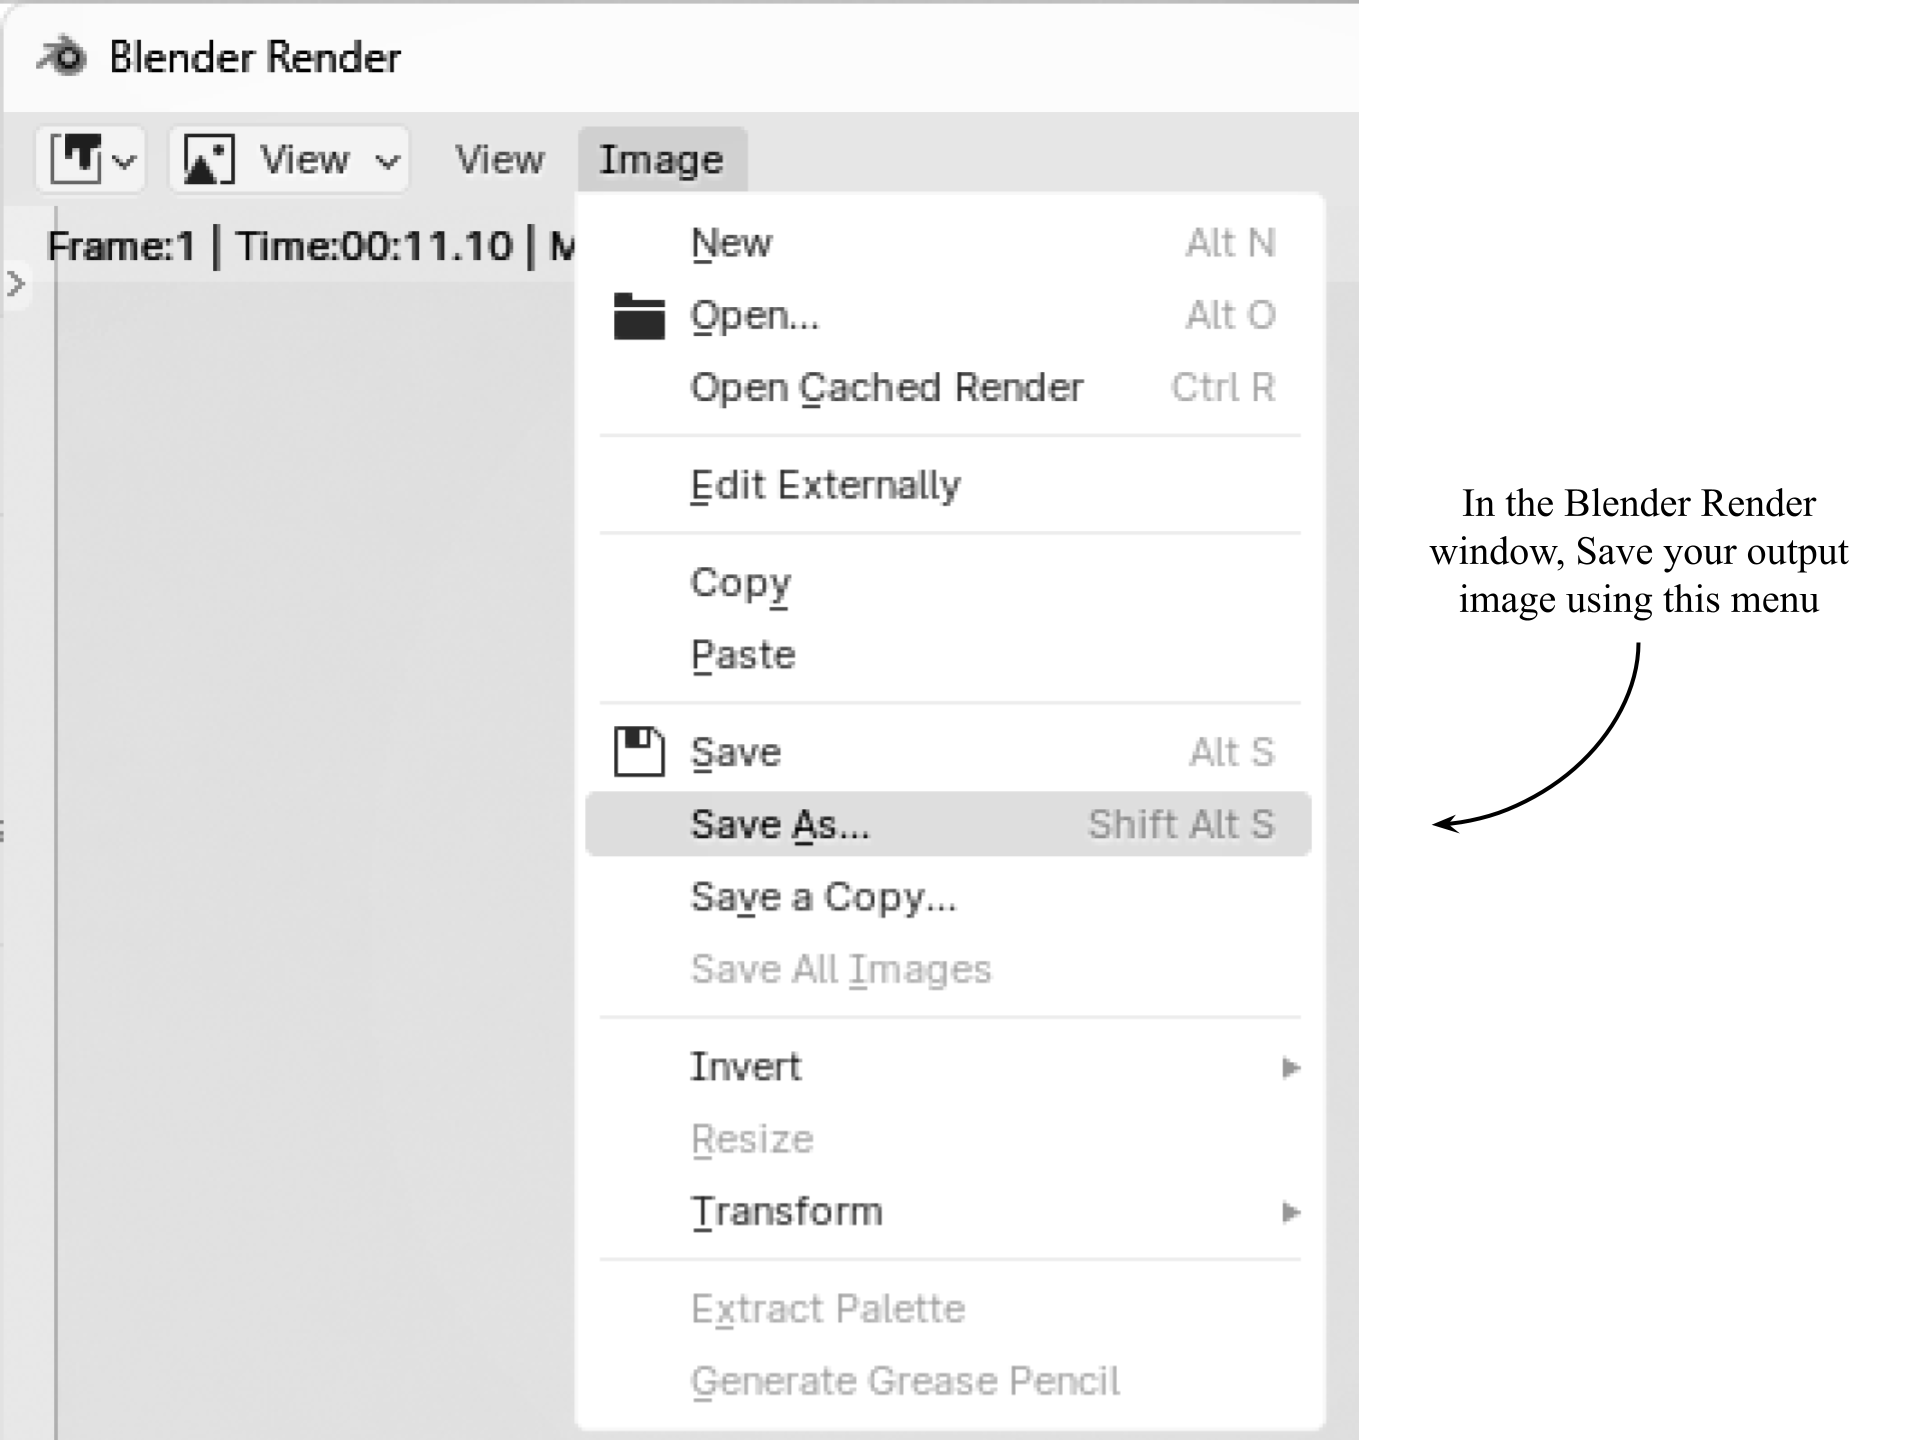 Blender Render
View View Image
Frame:1 | Time:00:11.10 | M
New Alt N
Open... Alt O
Open Cached Render Ctrl R
Edit Externally
Copy
Paste
Save Alt S
Save As... Shift Alt S
Save a Copy...
Save All Images
Invert
Resize
Transform
Extract Palette
Generate Grease Pencil
In the Blender Render
window, Save your output
image using this menu